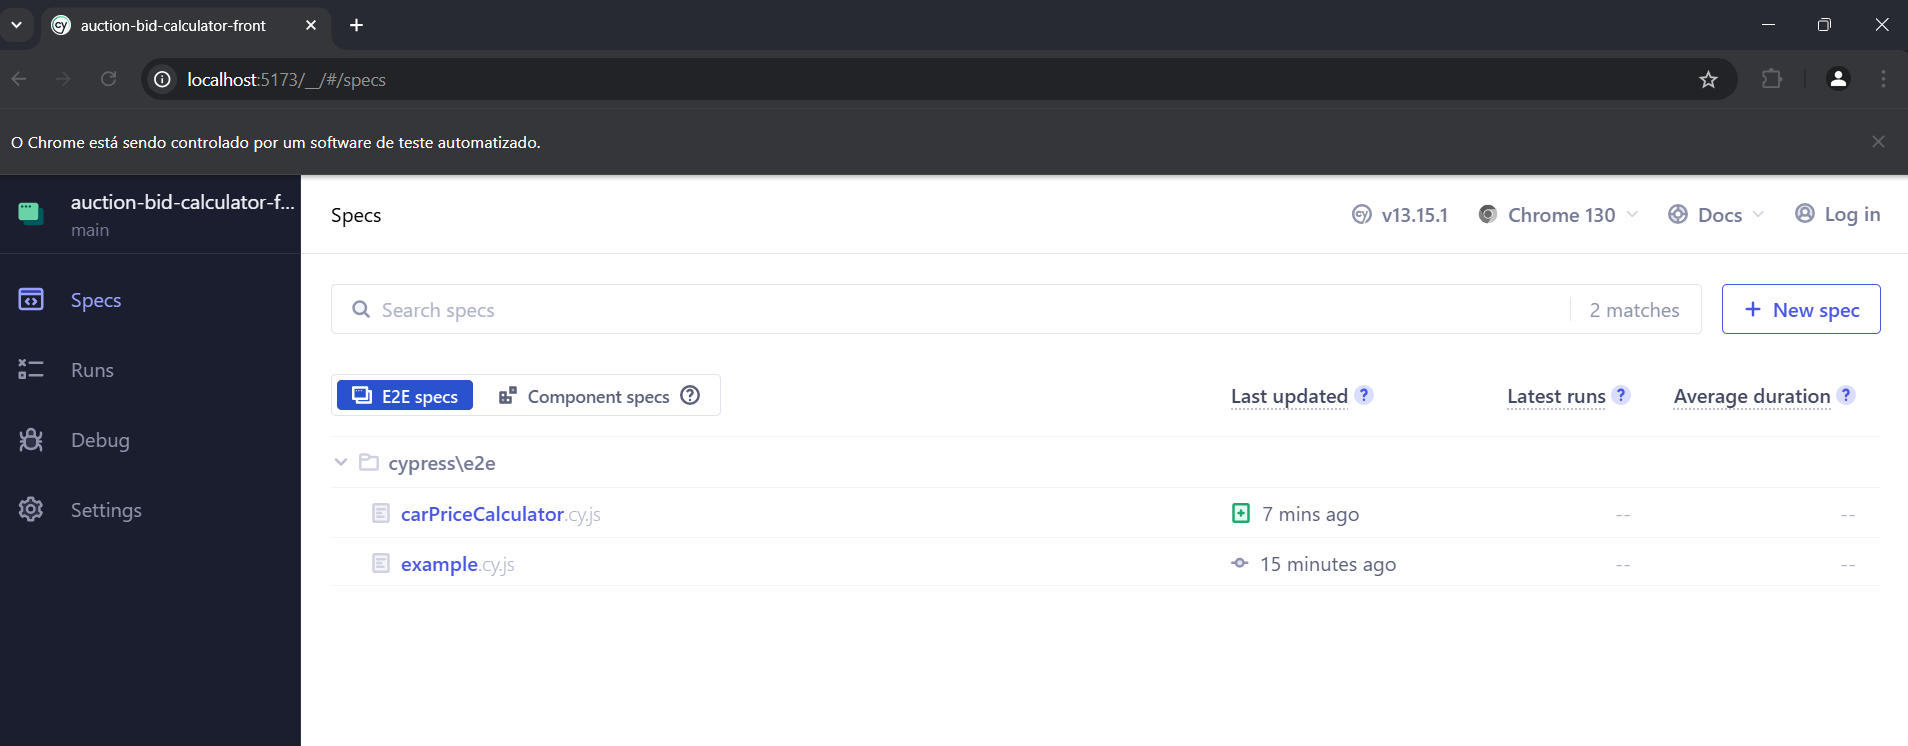 cy auction-bid-calculator-front
localhost:5173/__/#/specs
O Chrome está sendo controlado por um software de teste automatizado.
auction-bid-calculator-f...
main
Specs
Runs
Debug
Settings
Specs
cy v13.15.1 Chrome 130 Docs Log in
Search specs 2 matches + New spec
E2E specs Component specs ? Last updated ? Latest runs ? Average duration ?
cypress\e2e
carPriceCalculator.cy.js 7 mins ago -- --
example.cy.js 15 minutes ago -- --